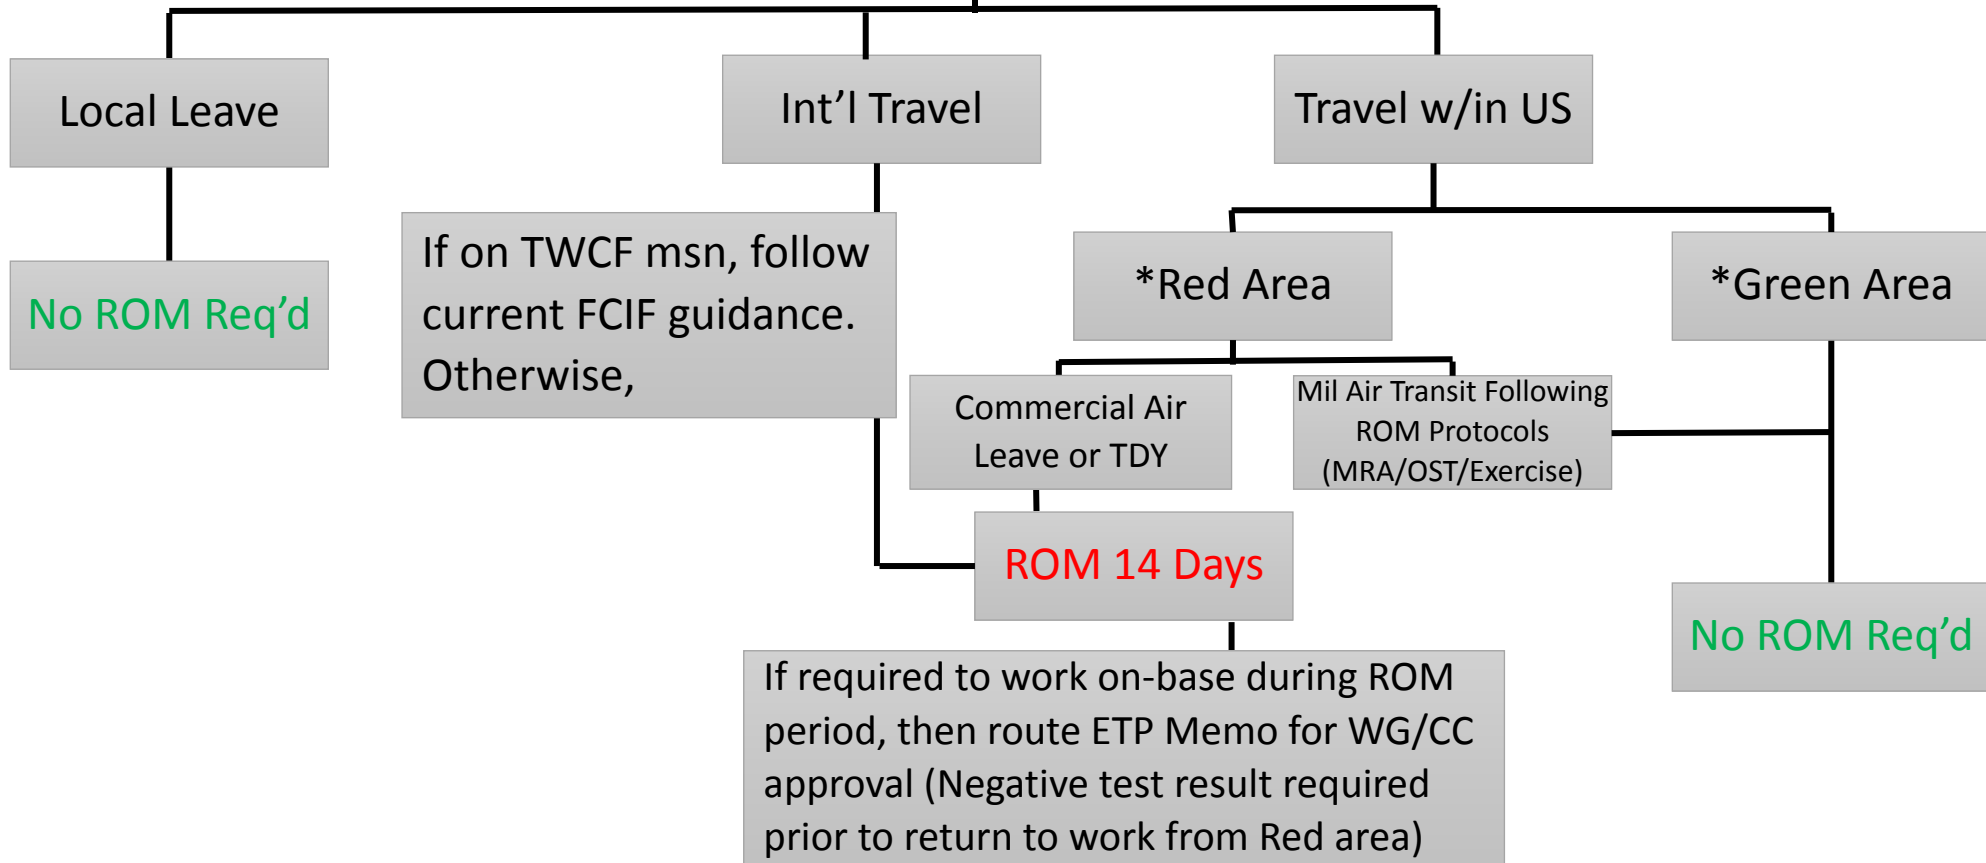 Local Leave
Int’l Travel
Travel w/in US
No ROM Req’d
If on TWCF msn, follow
current FCIF guidance.
Otherwise,
*Red Area
*Green Area
Commercial Air
Leave or TDY
Mil Air Transit Following
ROM Protocols
(MRA/OST/Exercise)
ROM 14 Days
No ROM Req’d
If required to work on-base during ROM
period, then route ETP Memo for WG/CC
approval (Negative test result required
prior to return to work from Red area)